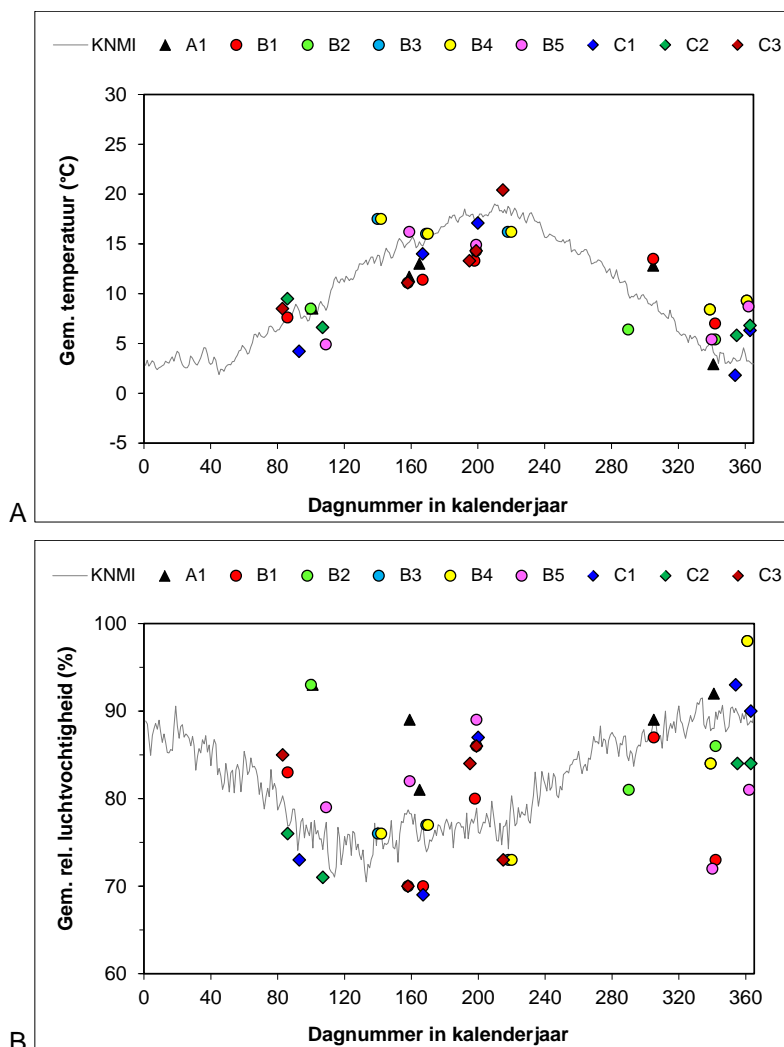 KNMI A1 B1 B2 B3 B4 B5 C1 C2 C3
30
25
20
15
10
5
0
-5
Gem. temperatuur (°C)
0 40 80 120 160 200 240 280 320 360
Dagnummer in kalenderjaar
A
KNMI A1 B1 B2 B3 B4 B5 C1 C2 C3
100
90
80
70
60
Gem. rel. luchtvochtigheid (%)
0 40 80 120 160 200 240 280 320 360
Dagnummer in kalenderjaar
B